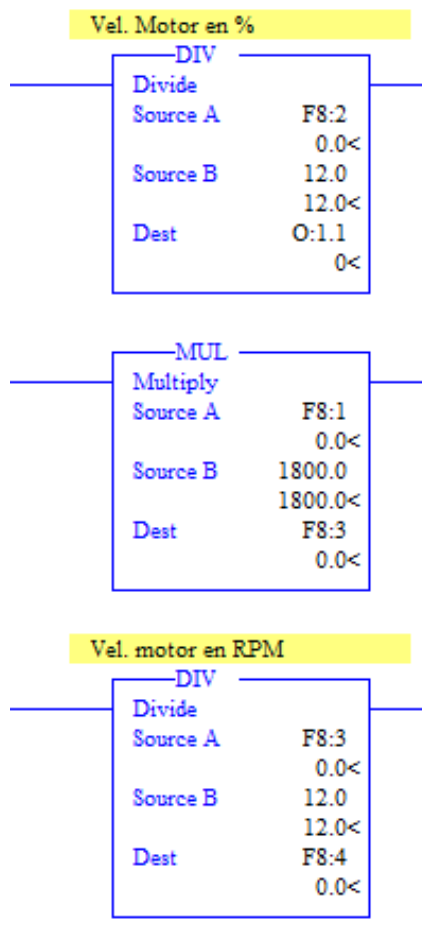 Vel. Motor en %
DIV
Divide
Source A F8:2
0.0<
Source B 12.0
12.0<
Dest O:1.1
0<
MUL
Multiply
Source A F8:1
0.0<
Source B 1800.0
1800.0<
Dest F8:3
0.0<
Vel. motor en RPM
DIV
Divide
Source A F8:3
0.0<
Source B 12.0
12.0<
Dest F8:4
0.0<